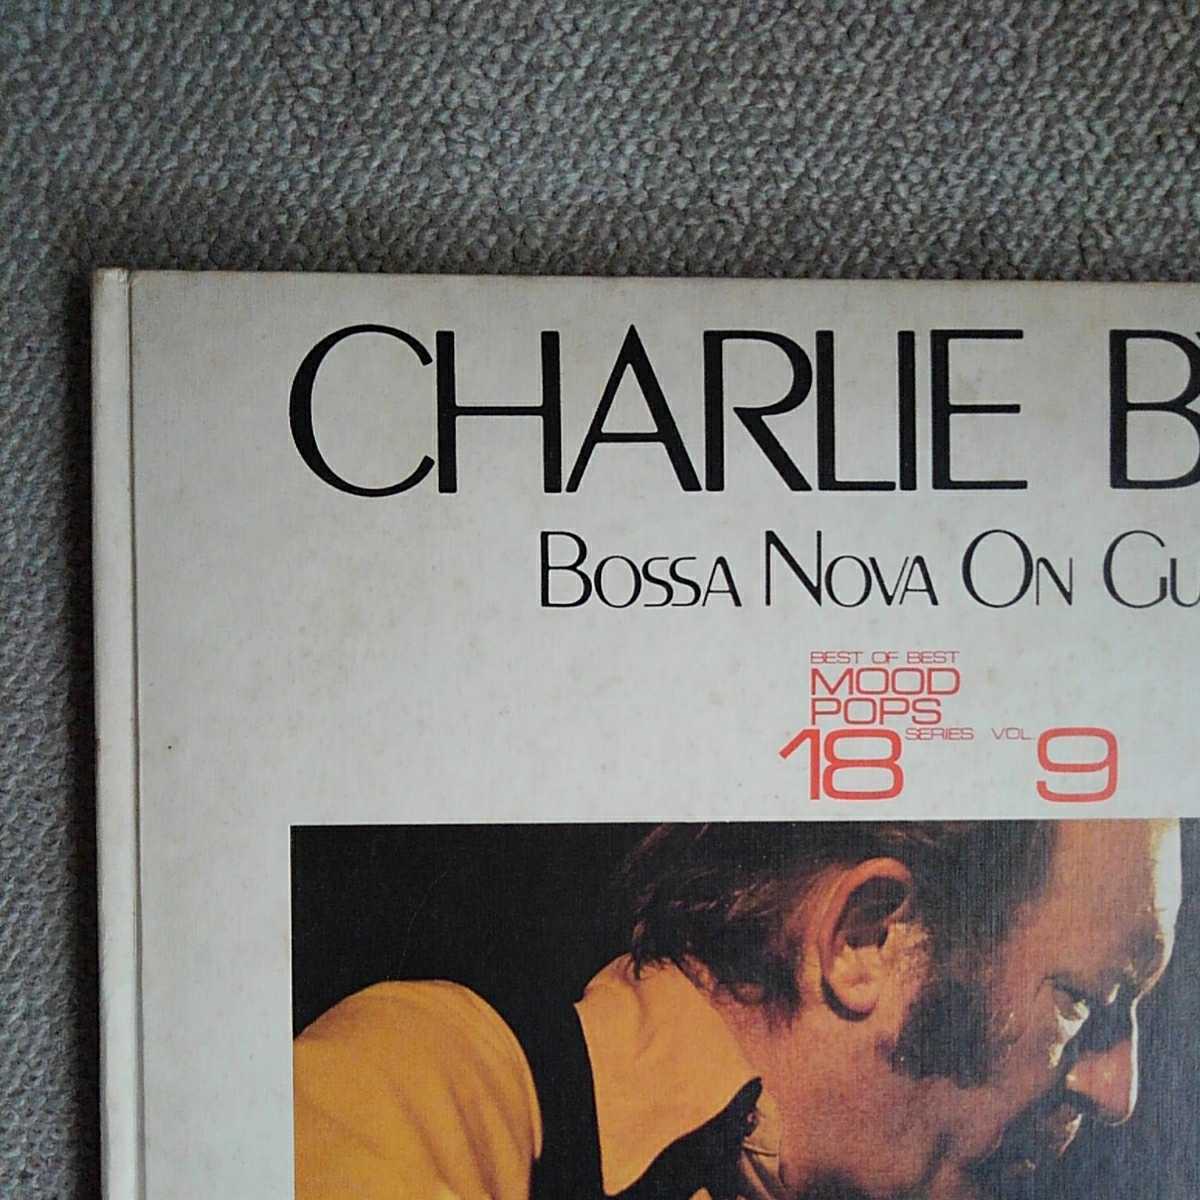 CHARLIE B
BOSSA NOVA ON GU
BEST OF BEST
MOOD
POPS
18 SERIES VOL. 9